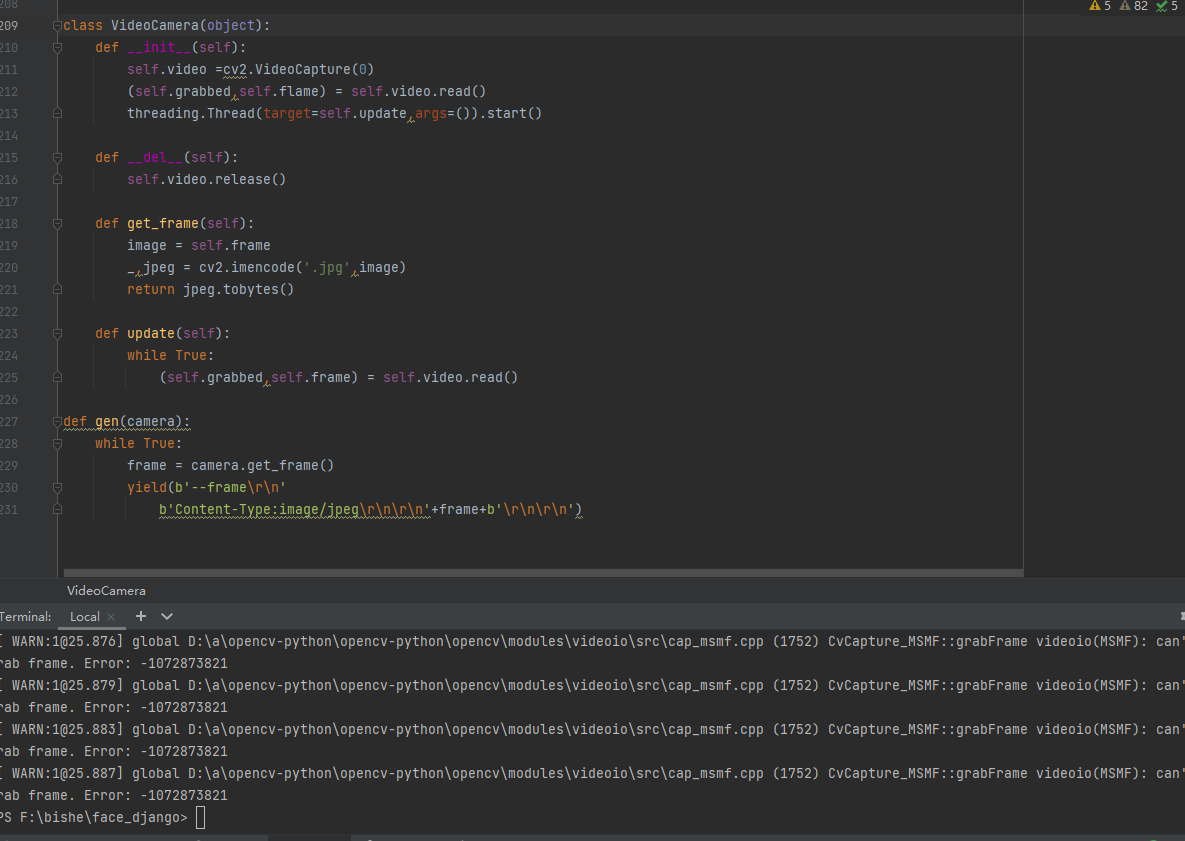 208
5 82 5
209 class VideoCamera(object):
210 def __init__(self):
211 self.video =cv2.VideoCapture(0)
212 (self.grabbed,self.flame) = self.video.read()
213 threading.Thread(target=self.update,args=()).start()
214
215 def __del__(self):
216 self.video.release()
217
218 def get_frame(self):
219 image = self.frame
220 _,jpeg = cv2.imencode('.jpg',image)
221 return jpeg.tobytes()
222
223 def update(self):
224 while True:
225 (self.grabbed,self.frame) = self.video.read()
226
227 def gen(camera):
228 while True:
229 frame = camera.get_frame()
230 yield(b'--frame\r\n'
231 b'Content-Type:image/jpeg\r\n\r\n'+frame+b'\r\n\r\n')
VideoCamera
Terminal: Local × +
[ WARN:1@25.876] global D:\a\opencv-python\opencv-python\opencv\modules\videoio\src\cap_msmf.cpp (1752) CvCapture_MSMF::grabFrame videoio(MSMF): can'
rab frame. Error: -1072873821
[ WARN:1@25.879] global D:\a\opencv-python\opencv-python\opencv\modules\videoio\src\cap_msmf.cpp (1752) CvCapture_MSMF::grabFrame videoio(MSMF): can'
rab frame. Error: -1072873821
[ WARN:1@25.883] global D:\a\opencv-python\opencv-python\opencv\modules\videoio\src\cap_msmf.cpp (1752) CvCapture_MSMF::grabFrame videoio(MSMF): can'
rab frame. Error: -1072873821
[ WARN:1@25.887] global D:\a\opencv-python\opencv-python\opencv\modules\videoio\src\cap_msmf.cpp (1752) CvCapture_MSMF::grabFrame videoio(MSMF): can'
rab frame. Error: -1072873821
PS F:\bishe\face_django>